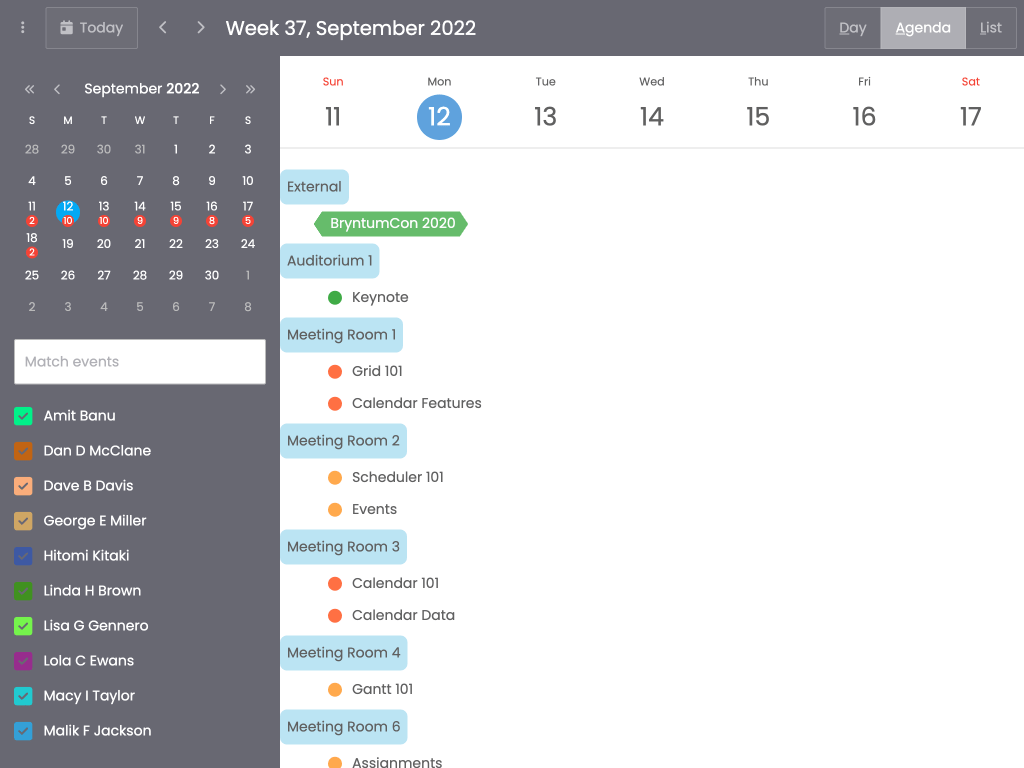 Today
Week 37, September 2022
Day
Agenda
List
September 2022
S M T W T F S
28 29 30 31 1 2 3
4 5 6 7 8 9 10
11 12 13 14 15 16 17
2 10 10 9 9 8 5
18 19 20 21 22 23 24
2
25 26 27 28 29 30 1
2 3 4 5 6 7 8
Match events
Amit Banu
Dan D McClane
Dave B Davis
George E Miller
Hitomi Kitaki
Linda H Brown
Lisa G Gennero
Lola C Ewans
Macy I Taylor
Malik F Jackson
Sun Mon Tue Wed Thu Fri Sat
11 12 13 14 15 16 17
External
BryntumCon 2020
Auditorium 1
Keynote
Meeting Room 1
Grid 101
Calendar Features
Meeting Room 2
Scheduler 101
Events
Meeting Room 3
Calendar 101
Calendar Data
Meeting Room 4
Gantt 101
Meeting Room 6
Assignments